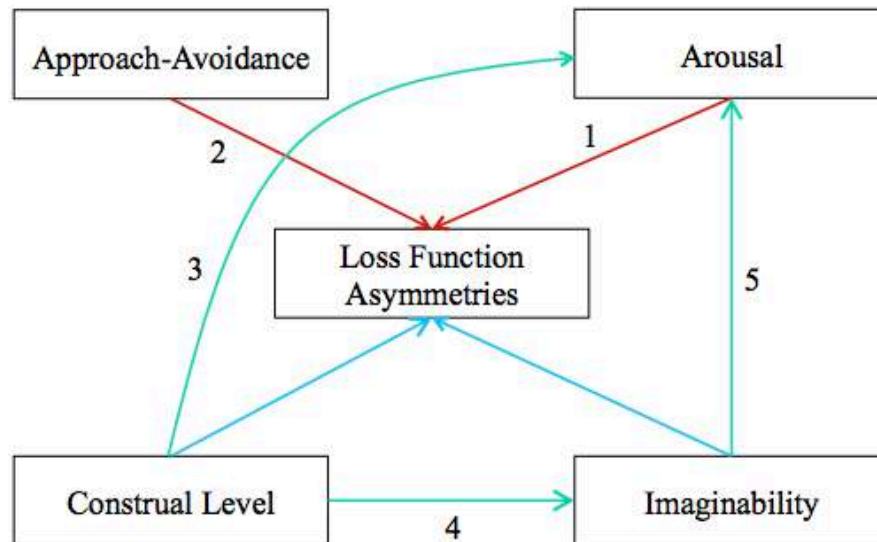 Approach-Avoidance
Arousal
2
1
Loss Function
Asymmetries
3
5
Construal Level
Imaginability
4